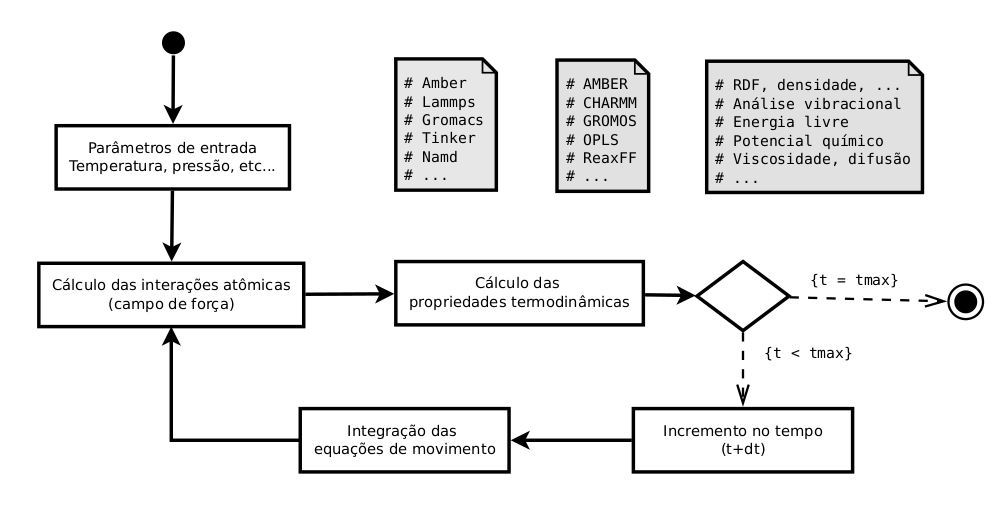 Parâmetros de entrada
Temperatura, pressão, etc...
# Amber
# Lammps
# Gromacs
# Tinker
# Namd
# ...
# AMBER
# CHARMM
# GROMOS
# OPLS
# ReaxFF
# ...
# RDF, densidade, ...
# Análise vibracional
# Energia livre
# Potencial químico
# Viscosidade, difusão
# ...
Cálculo das interações atômicas
(campo de força)
Cálculo das
propriedades termodinâmicas
{t = tmax}
{t < tmax}
Incremento no tempo
(t+dt)
Integração das
equações de movimento